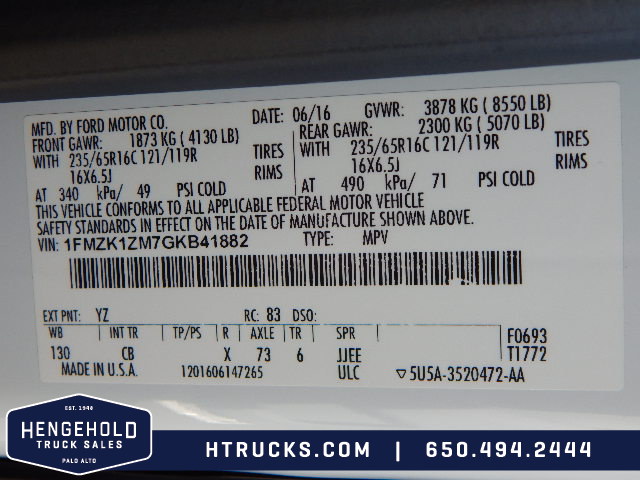 MFD. BY FORD MOTOR CO. DATE: 06/16 GVWR: 3878 KG ( 8550 LB)
FRONT GAWR: 1873 KG ( 4130 LB) REAR GAWR: 2300 KG ( 5070 LB)
WITH 235/65R16C 121/119R TIRES WITH 235/65R16C 121/119R TIRES
16X6.5J RIMS 16X6.5J RIMS
AT 340 kPa/ 49 PSI COLD AT 490 kPa/ 71 PSI COLD
THIS VEHICLE CONFORMS TO ALL APPLICABLE FEDERAL MOTOR VEHICLE
SAFETY STANDARDS IN EFFECT ON THE DATE OF MANUFACTURE SHOWN ABOVE.
VIN: 1FMZK1ZM7GKB41882 TYPE: MPV
EXT PNT: YZ RC: 83 DSO:
WB INT TR TP/PS R AXLE TR SPR F0693
130 CB X 73 6 JJEE T1772
MADE IN U.S.A. 1201606147265 ULC ▽5U5A-3520472-AA
EST. 1940
HENGEHOLD
TRUCK SALES
PALO ALTO
HTRUCKS.COM | 650.494.2444